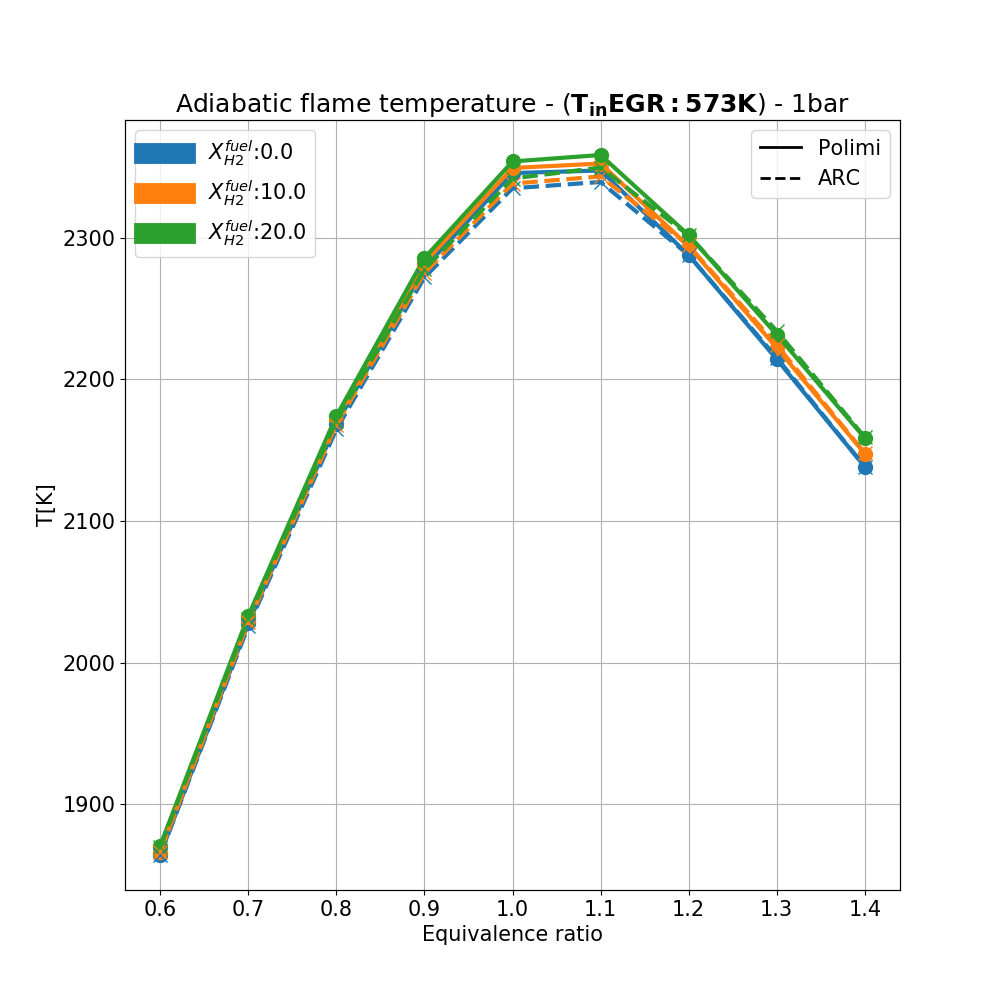 Adiabatic flame temperature - (T_in EGR : 573K) - 1bar
X_H2^fuel:0.0
X_H2^fuel:10.0
X_H2^fuel:20.0
Polimi
ARC
T[K]
2300
2200
2100
2000
1900
0.6 0.7 0.8 0.9 1.0 1.1 1.2 1.3 1.4
Equivalence ratio